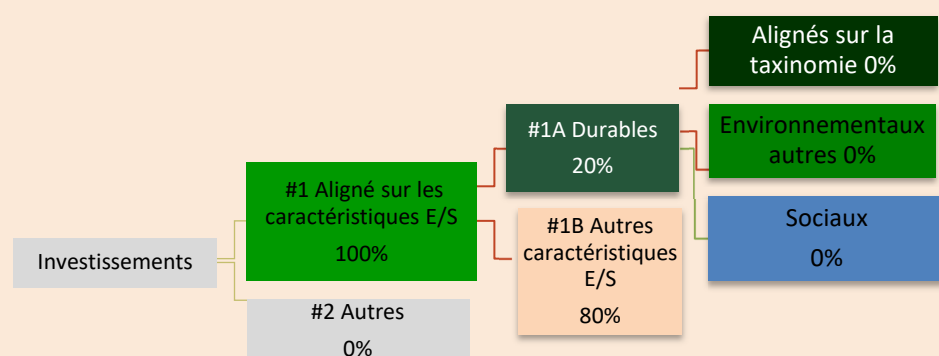 Investissements
#1 Aligné sur les
caractéristiques E/S
100%
#2 Autres
0%
#1A Durables
20%
#1B Autres
caractéristiques
E/S
80%
Alignés sur la
taxinomie 0%
Environnementaux
autres 0%
Sociaux
0%